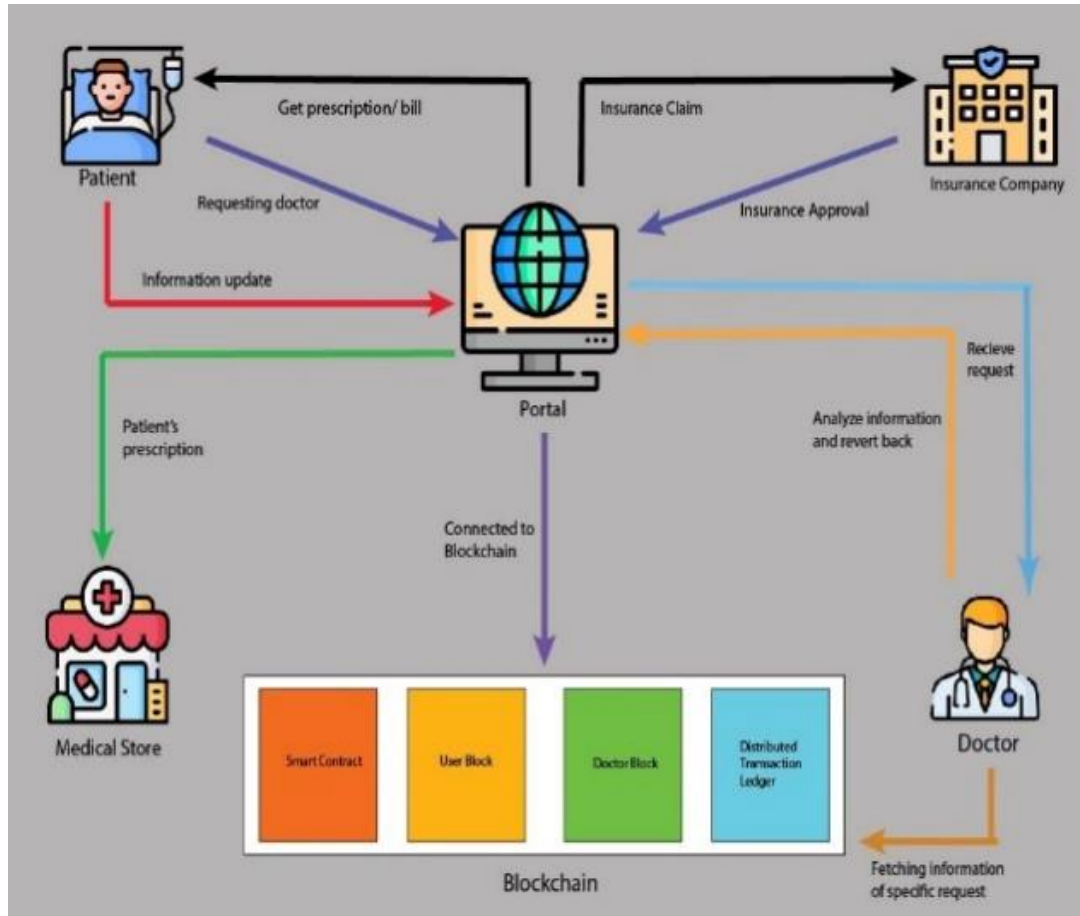 Get prescription/ bill
Insurance Claim
Patient
Insurance Company
Requesting doctor
Insurance Approval
Information update
Recieve
request
Portal
Analyze information
and revert back
Patient's
prescription
Connected to
Blockchain
Medical Store
Doctor
Smart Contract
User Block
Doctor Block
Distributed
Transaction
Ledger
Blockchain
Fetching information
of specific request